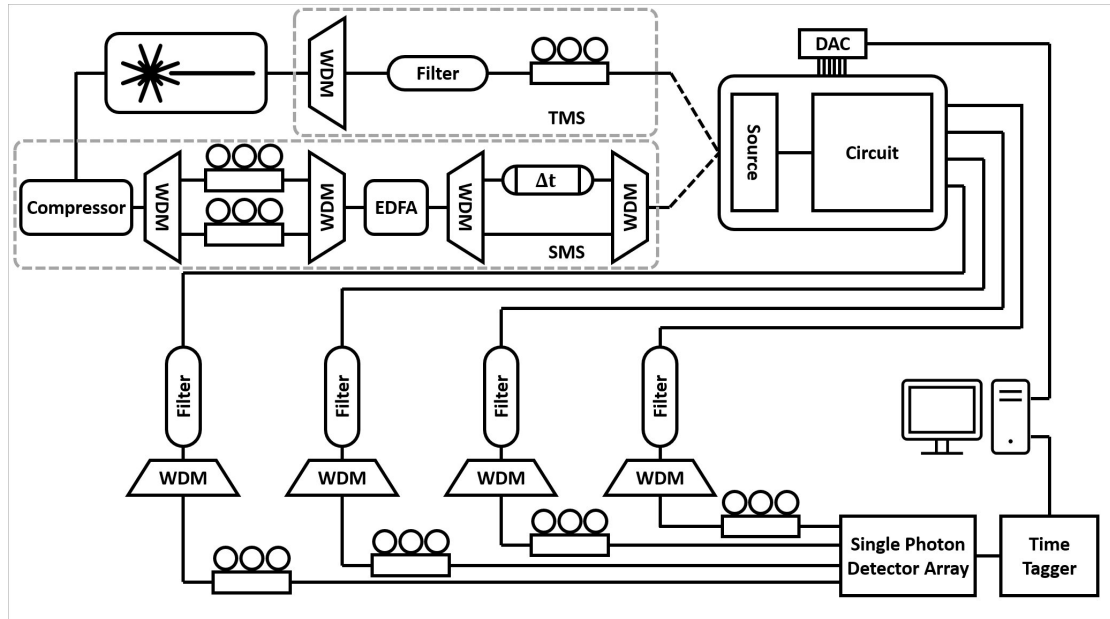 DAC
WDM
Filter
TMS
Source
Circuit
Compressor
WDM
WDM
EDFA
WDM
Δt
WDM
SMS
Filter
Filter
Filter
Filter
WDM
WDM
WDM
WDM
Single Photon
Detector Array
Time
Tagger